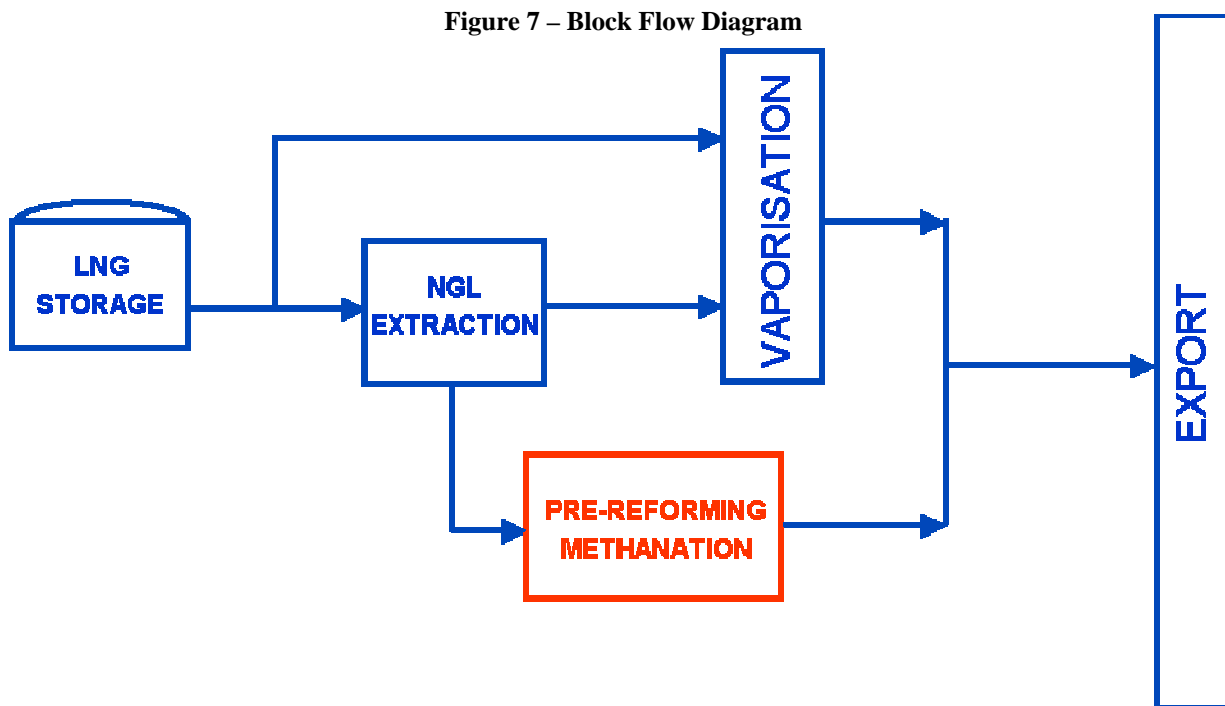 Figure 7 – Block Flow Diagram
LNG
STORAGE
NGL
EXTRACTION
VAPORISATION
PRE-REFORMING
METHANATION
EXPORT